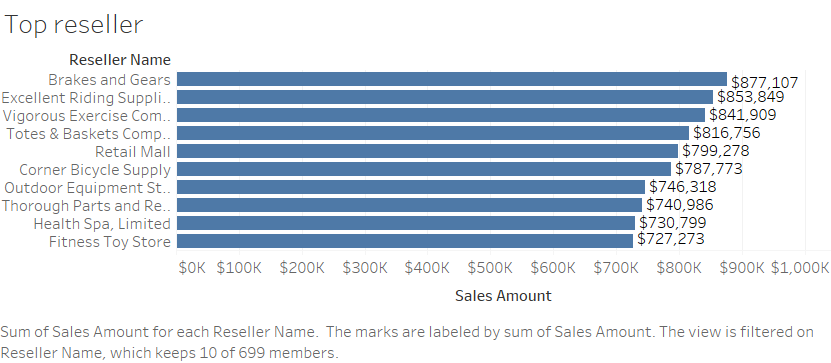 Top reseller
Reseller Name
Brakes and Gears $877,107
Excellent Riding Suppli.. $853,849
Vigorous Exercise Com.. $841,909
Totes & Baskets Comp.. $816,756
Retail Mall $799,278
Corner Bicycle Supply $787,773
Outdoor Equipment St.. $746,318
Thorough Parts and Re.. $740,986
Health Spa, Limited $730,799
Fitness Toy Store $727,273
$0K $100K $200K $300K $400K $500K $600K $700K $800K $900K $1,000K
Sales Amount
Sum of Sales Amount for each Reseller Name.  The marks are labeled by sum of Sales Amount. The view is filtered on
Reseller Name, which keeps 10 of 699 members.